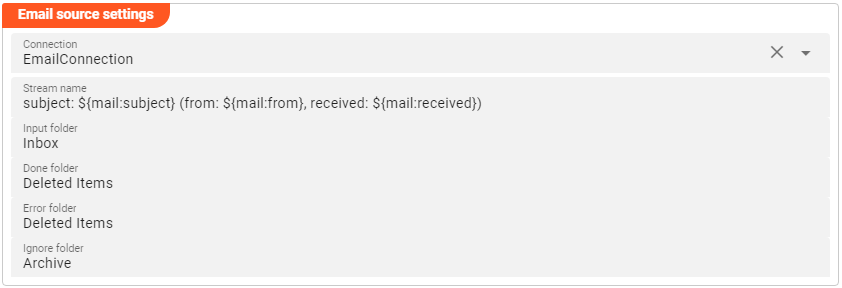 Email source settings
Connection
EmailConnection
Stream name
subject: ${mail:subject} (from: ${mail:from}, received: ${mail:received})
Input folder
Inbox
Done folder
Deleted Items
Error folder
Deleted Items
Ignore folder
Archive